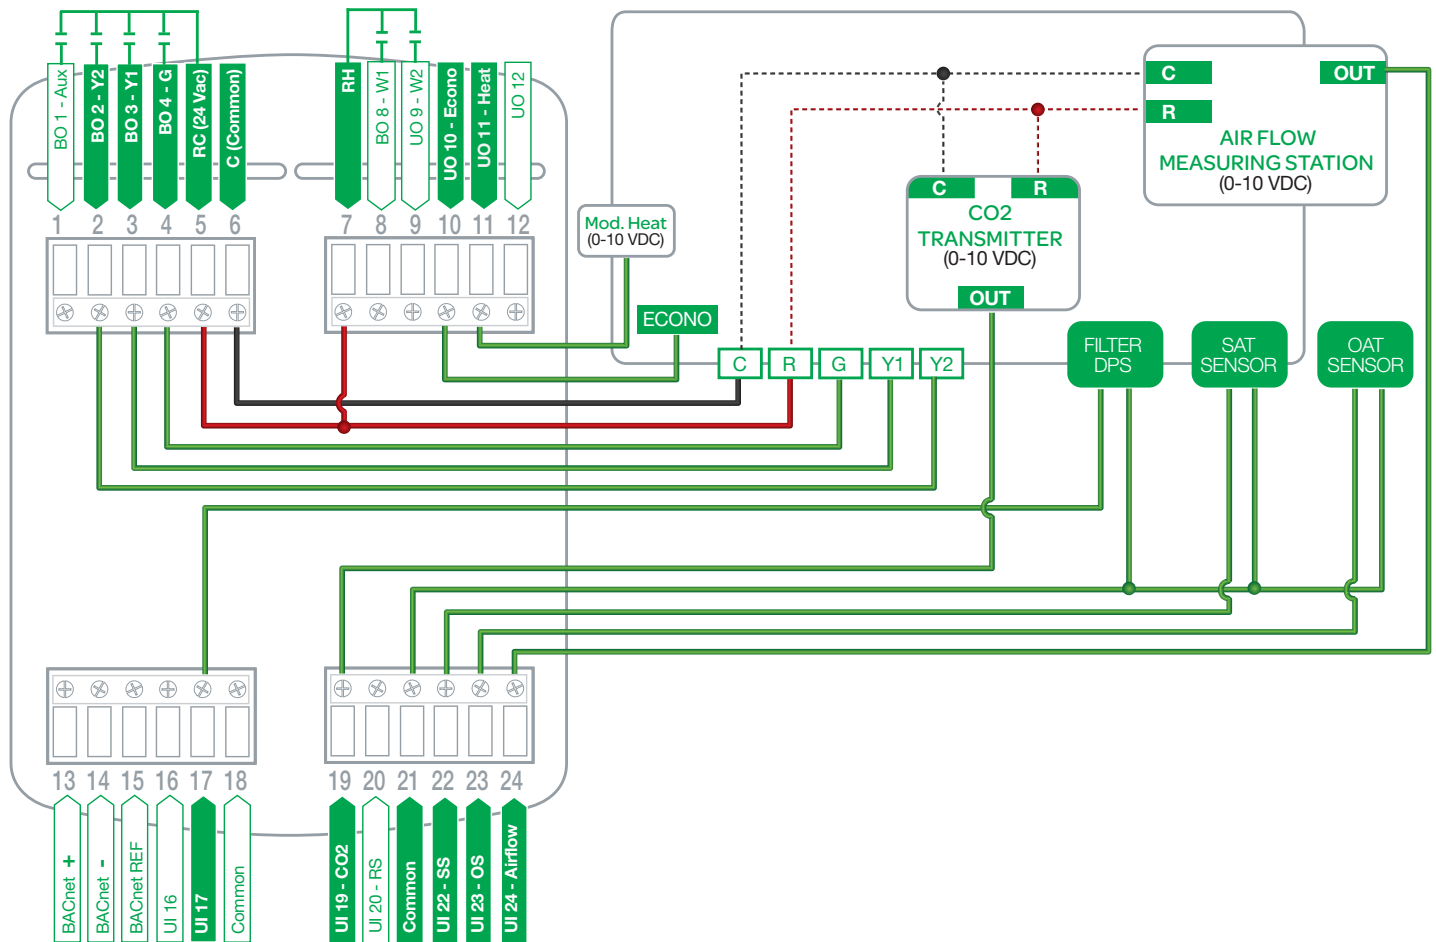 BO 1 - Aux
BO 2 - Y2
BO 3 - Y1
BO 4 - G
RC (24 Vac)
C (Common)
RH
BO 8 - W1
UO 9 - W2
UO 10 - Econo
UO 11 - Heat
UO 12
1
2
3
4
5
6
7
8
9
10
11
12
Mod. Heat
(0-10 VDC)
ECONO
C
R
G
Y1
Y2
C
R
OUT
AIR FLOW
MEASURING STATION
(0-10 VDC)
C
R
CO2
TRANSMITTER
(0-10 VDC)
OUT
FILTER
DPS
SAT
SENSOR
OAT
SENSOR
13
14
15
16
17
18
19
20
21
22
23
24
BACnet +
BACnet -
BACnet REF
UI 16
UI 17
Common
UI 19 - CO2
UI 20 - RS
Common
UI 22 - SS
UI 23 - OS
UI 24 - Airflow